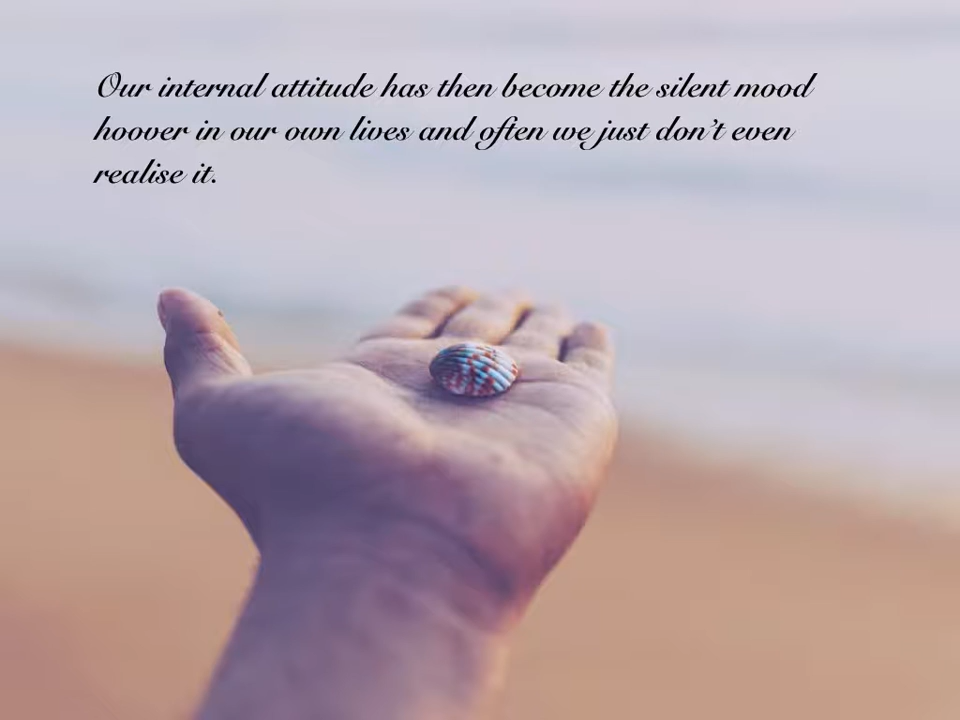 Our internal attitude has then become the silent mood
hoover in our own lives and often we just don't even
realise it.